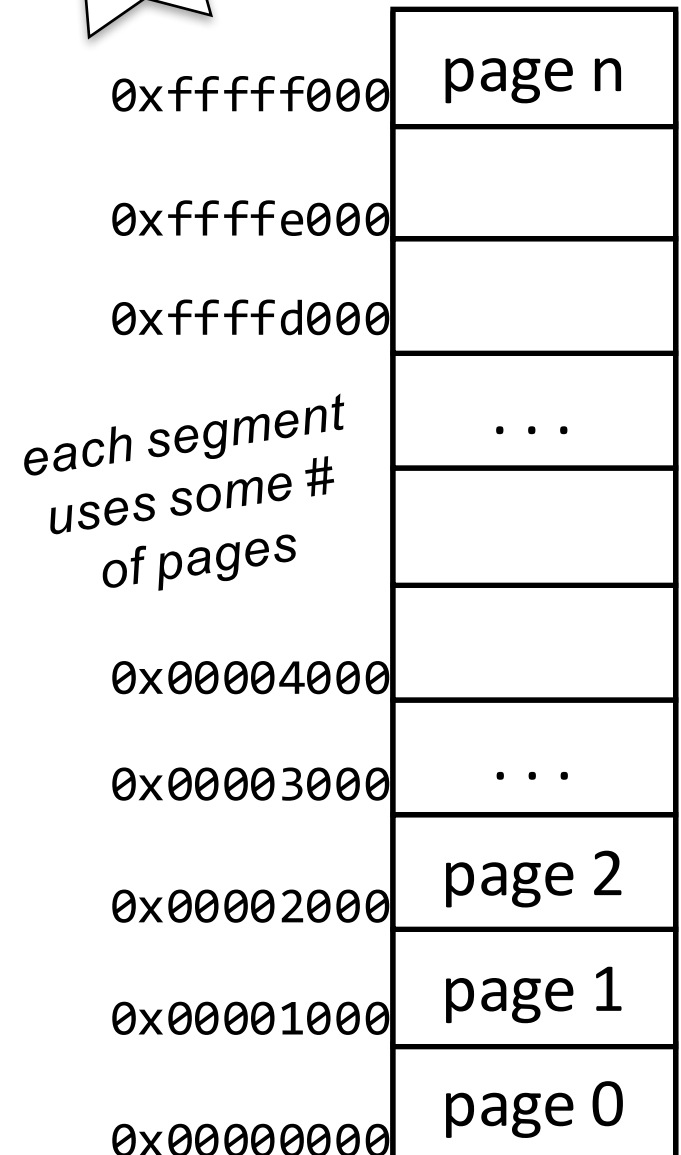 page n
0xfffff000
0xffffe000
0xffffd000
...
each segment
uses some #
of pages
0x00004000
...
0x00003000
page 2
0x00002000
page 1
0x00001000
page 0
0x00000000